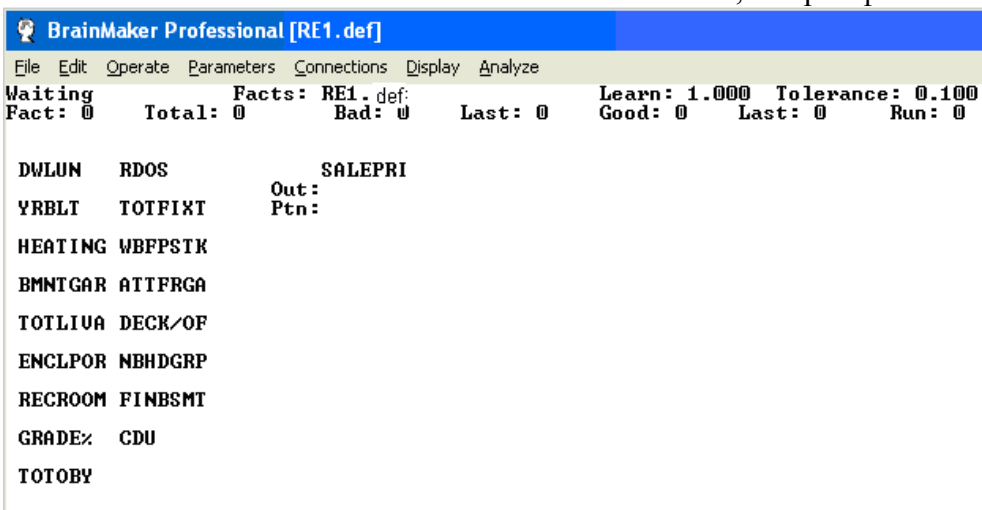 BrainMaker Professional [RE1.def]
File Edit Operate Parameters Connections Display Analyze
Waiting Facts: RE1. def: Learn: 1.000 Tolerance: 0.100
Fact: 0 Total: 0 Bad: 0 Last: 0 Good: 0 Last: 0 Run: 0
DWLUN RDOS SALEPRI
Out:
YRBLT TOTFIXT Ptn:
HEATING WBFPSTK
BMNTGAR ATTFRGA
TOTLIVA DECK/OF
ENCLPOR NBHDGRP
RECROOM FINBSMT
GRADE% CDU
TOTOBY